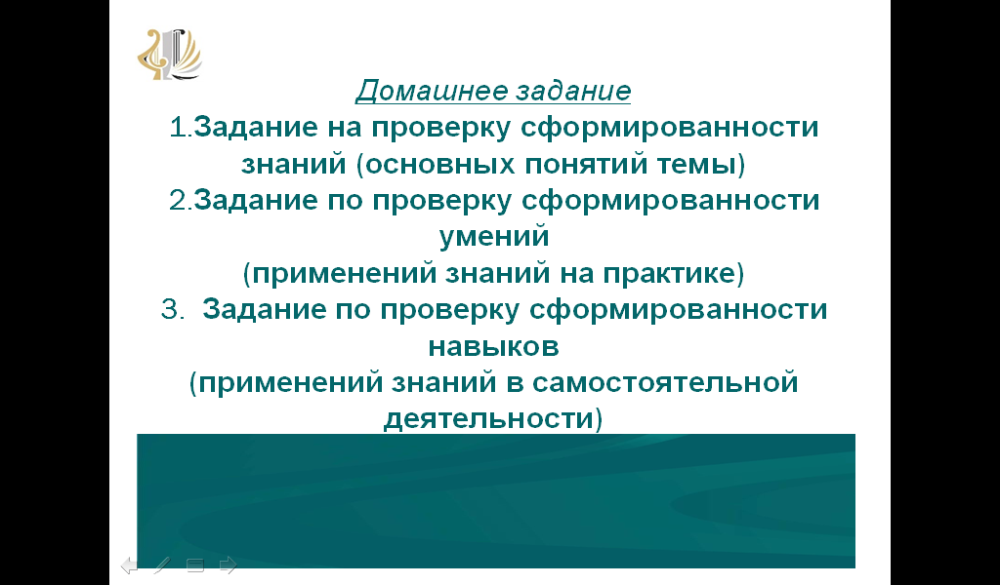 Домашнее задание
1.Задание на проверку сформированности
знаний (основных понятий темы)
2.Задание по проверку сформированности
умений
(применений знаний на практике)
3.  Задание по проверку сформированности
навыков
(применений знаний в самостоятельной
деятельности)